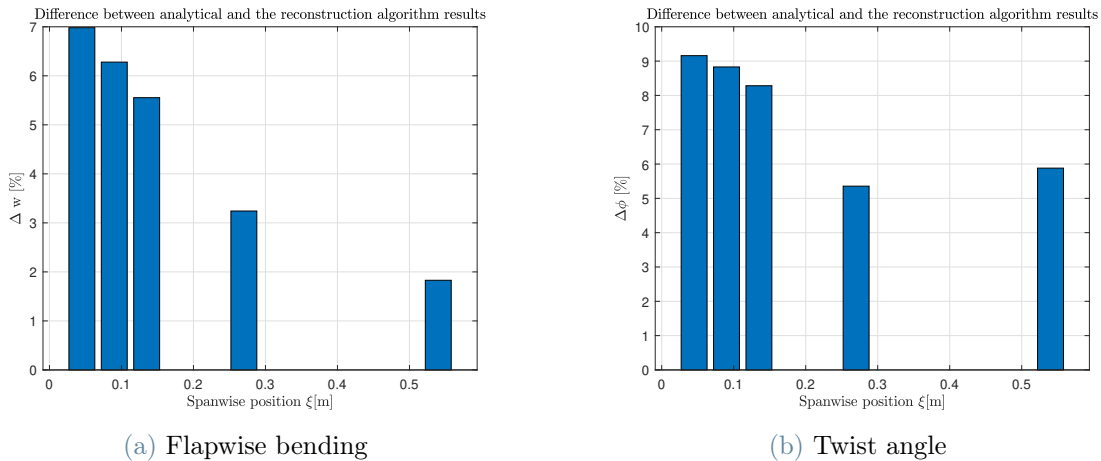 Difference between analytical and the reconstruction algorithm results
7
6
5
4
3
2
1
0
Δ w [%]
0 0.1 0.2 0.3 0.4 0.5
Spanwise position ξ[m]
(a) Flapwise bending
Difference between analytical and the reconstruction algorithm results
10
9
8
7
6
5
4
3
2
1
0
Δϕ [%]
0 0.1 0.2 0.3 0.4 0.5
Spanwise position ξ[m]
(b) Twist angle